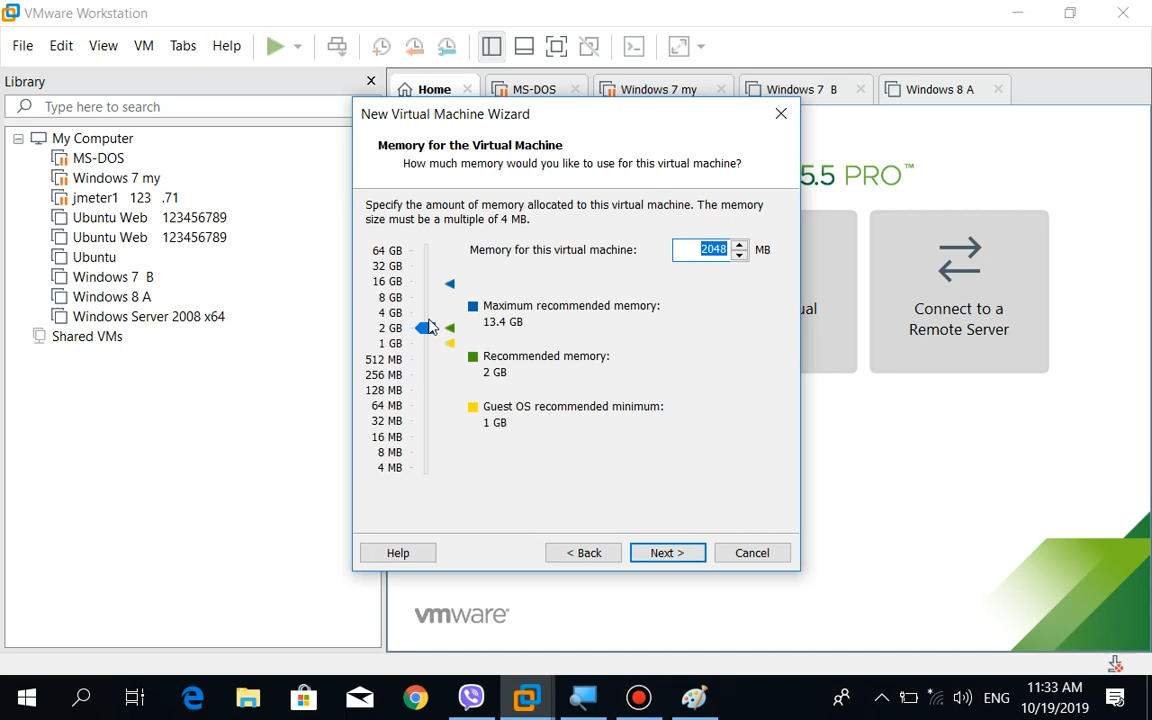 VMware Workstation
File Edit View VM Tabs Help
Library
Type here to search
My Computer
MS-DOS
Windows 7 my
jmeter1 123 .71
Ubuntu Web 123456789
Ubuntu Web 123456789
Ubuntu
Windows 7 B
Windows 8 A
Windows Server 2008 x64
Shared VMs
Home MS-DOS Windows 7 my Windows 7 B Windows 8 A
5.5 PRO™
Connect to a
Remote Server
vmware®
New Virtual Machine Wizard
Memory for the Virtual Machine
How much memory would you like to use for this virtual machine?
Specify the amount of memory allocated to this virtual machine. The memory
size must be a multiple of 4 MB.
Memory for this virtual machine: 2048 MB
64 GB
32 GB
16 GB
8 GB
4 GB
2 GB
1 GB
512 MB
256 MB
128 MB
64 MB
32 MB
16 MB
8 MB
4 MB
Maximum recommended memory:
13.4 GB
Recommended memory:
2 GB
Guest OS recommended minimum:
1 GB
Help < Back Next > Cancel
ENG
11:33 AM
10/19/2019